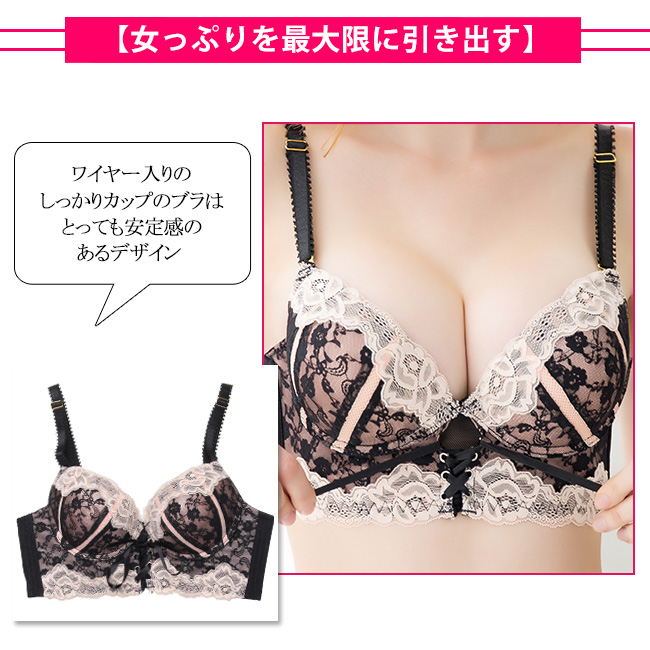 【女っぷりを最大限に引き出す】
ワイヤー入りの
しっかりカップのブラは
とっても安定感の
あるデザイン